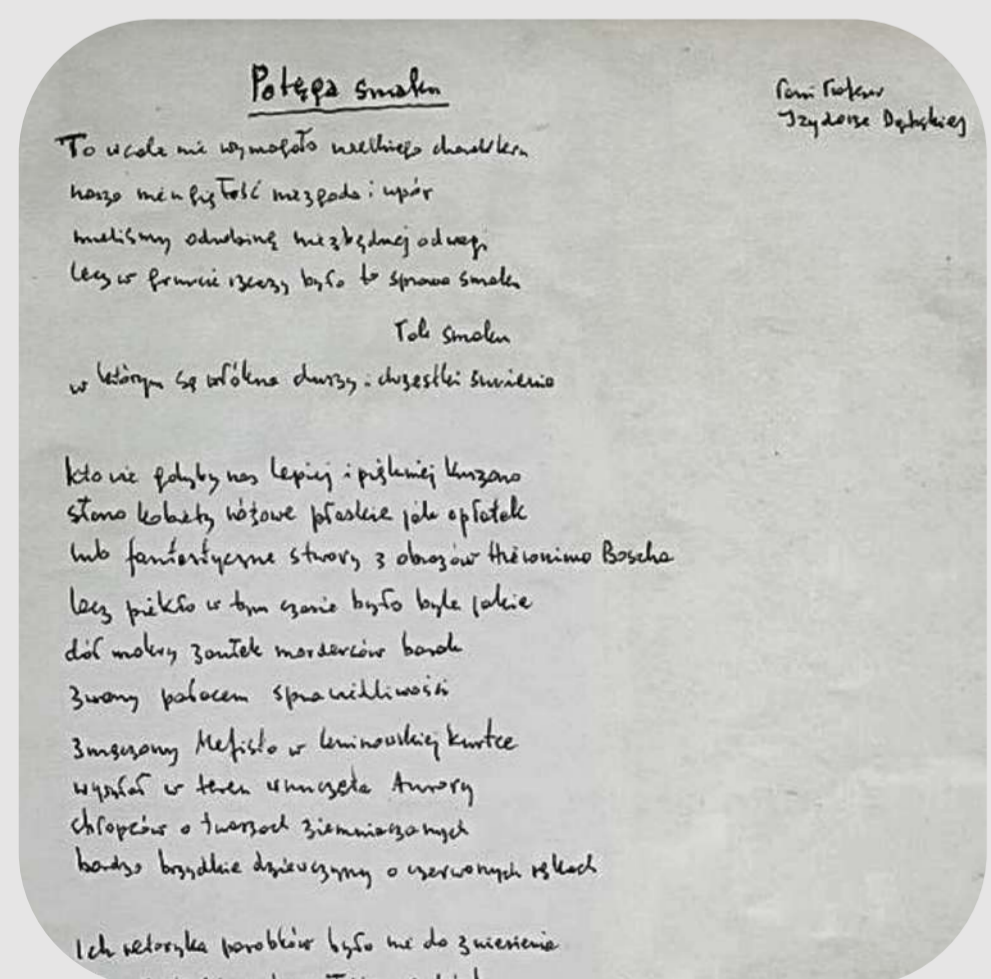 Potęga smaku
Pani Profesor
Izydorze Dąmbskiej
To wcale nie wymagało wielkiego charakteru
nasza nieugiętość niezgoda i upór
mieliśmy odrobinę niezbędnej odwagi
lecz w gruncie rzeczy była to sprawa smaku
Tak smaku
w którym są włókna duszy i chrząstki sumienia
kto wie gdyby nas lepiej i piękniej kuszono
słano kobiety różowe płaskie jak opłatek
lub fantastyczne stwory z obrazów Hieronima Boscha
lecz piekło w tym czasie było byle jakie
dół mokry zaułek morderców barak
zwany pałacem sprawiedliwości
zmęczony Mefisto w leninowskiej kurtce
wysyłał w teren wnuczęta Aurory
chłopców o twarzach ziemniaczanych
bardzo brzydkie dziewczyny o czerwonych rękach
Ich retoryka parobków była nie do zniesienia